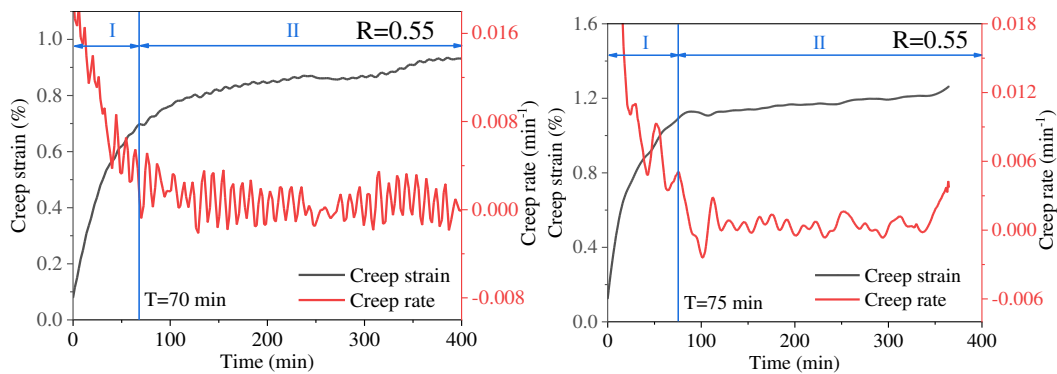 I II R=0.55
1.0
0.8
0.6
0.4
0.2
0.0
Creep strain (%)
0.016
0.008
0.000
-0.008
Creep rate (min-1)
Creep strain
Creep rate
T=70 min
0 100 200 300 400
Time (min)
I II R=0.55
1.6
1.2
0.8
0.4
0.0
Creep strain (%)
0.018
0.012
0.006
0.000
-0.006
Creep rate (min-1)
Creep strain
Creep rate
T=75 min
0 100 200 300 400
Time (min)